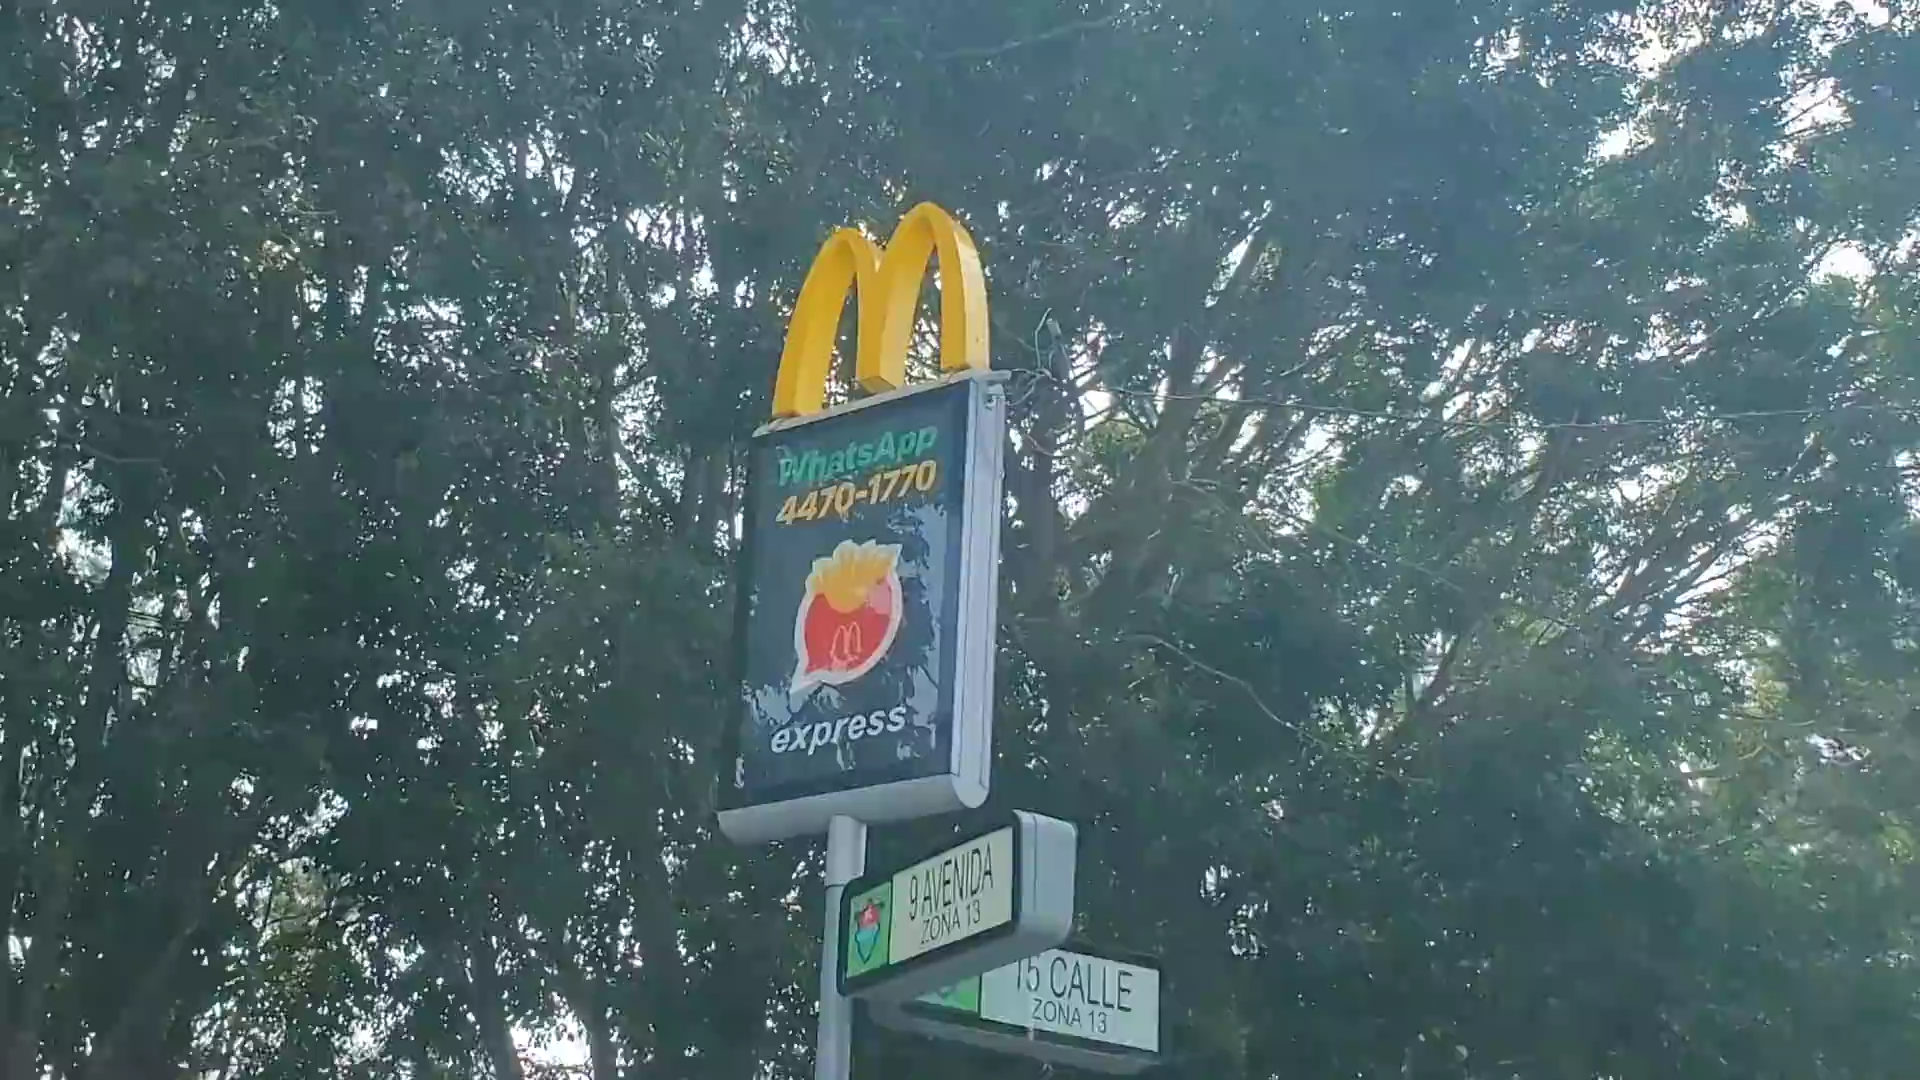 WhatsApp
4470-1770
express
9 AVENIDA
ZONA 13
15 CALLE
ZONA 13